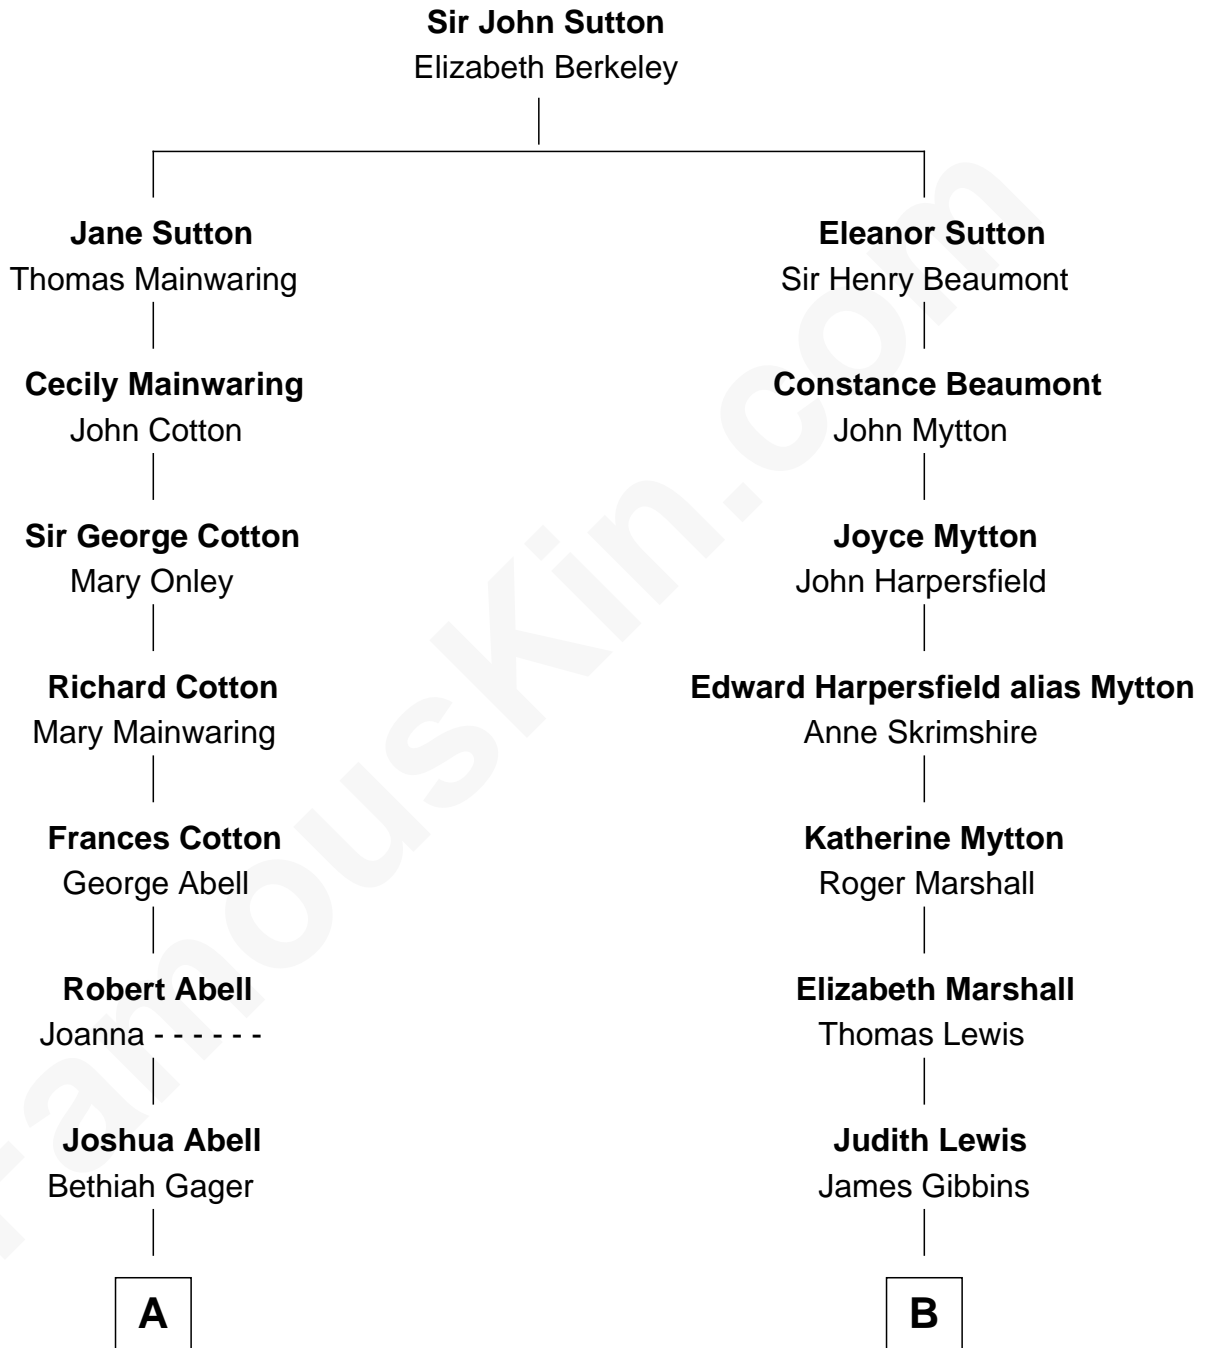 Sir John Sutton
Elizabeth Berkeley
Jane Sutton
Thomas Mainwaring
Eleanor Sutton
Sir Henry Beaumont
Cecily Mainwaring
John Cotton
Constance Beaumont
John Mytton
Sir George Cotton
Mary Onley
Joyce Mytton
John Harpersfield
Richard Cotton
Mary Mainwaring
Edward Harpersfield alias Mytton
Anne Skrimshire
Frances Cotton
George Abell
Katherine Mytton
Roger Marshall
Robert Abell
Joanna - - - - - -
Elizabeth Marshall
Thomas Lewis
Joshua Abell
Bethiah Gager
Judith Lewis
James Gibbins
A
B
FamousKin.com